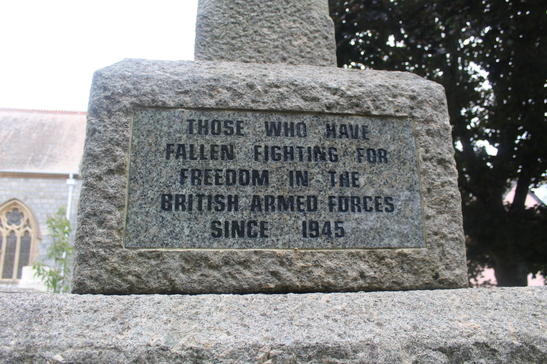 THOSE WHO HAVE
FALLEN FIGHTING FOR
FREEDOM IN THE
BRITISH ARMED FORCES
SINCE 1945